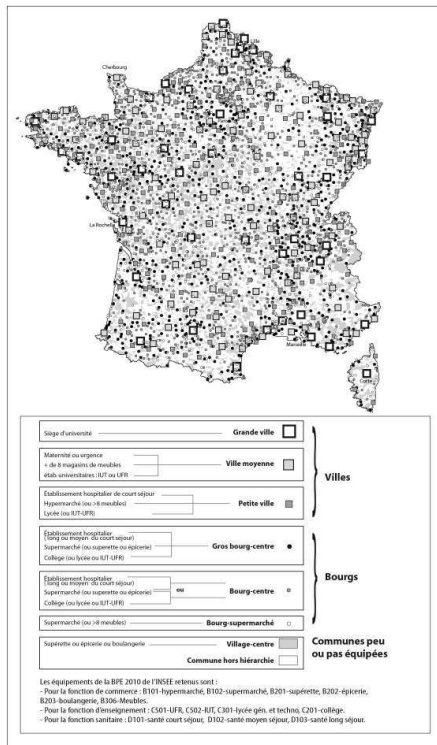 Lille
Cherbourg
La Rochelle
Marseille
Corte
Siège d'université
Grande ville
Maternité ou urgence
+ de 8 magasins de meubles
états universitaires : IUT ou UFR
Ville moyenne
Établissement hospitalier de court séjour
Hypermarché (ou >8 meubles)
Lycée (ou IUT-UFR)
Petite ville
Villes
Établissement hospitalier
(long ou moyen ou court séjour)
Supermarché (ou superette ou épicerie)
Collège (ou lycée ou IUT-UFR)
Gros bourg-centre
Établissement hospitalier
(long ou moyen ou court séjour)
Supermarché (ou superette ou épicerie)
Collège (ou lycée ou IUT-UFR)
ou
Bourg-centre
Bourgs
Supermarché (ou >8 meubles)
Bourg-supermarché
Supérette ou épicerie ou boulangerie
Village-centre
Commune hors hiérarchie
Communes peu
ou pas équipées
Les équipements de la BPE 2010 de l'INSEE retenus sont :
- Pour la fonction de commerce : B101-hypermarché, B102-supermarché, B201-supérette, B202-épicerie,
B203-boulangerie, B306-Meubles.
- Pour la fonction d'enseignement : C501-UFR, C502-IUT, C301-lycée gén. et techno, C201-collège.
- Pour la fonction sanitaire : D101-santé court séjour, D102-santé moyen séjour, D103-santé long séjour.